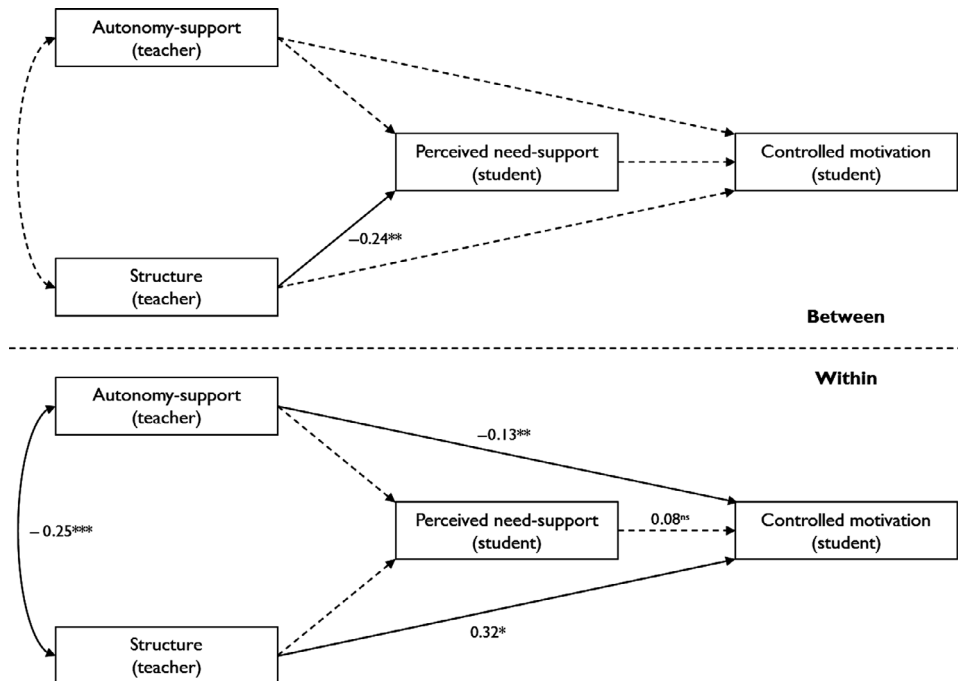 Autonomy-support
(teacher)
Perceived need-support
(student)
Controlled motivation
(student)
−0.24**
Structure
(teacher)
Between
Within
Autonomy-support
(teacher)
−0.13**
−0.25***
Perceived need-support
(student)
0.08ⁿˢ
Controlled motivation
(student)
0.32*
Structure
(teacher)